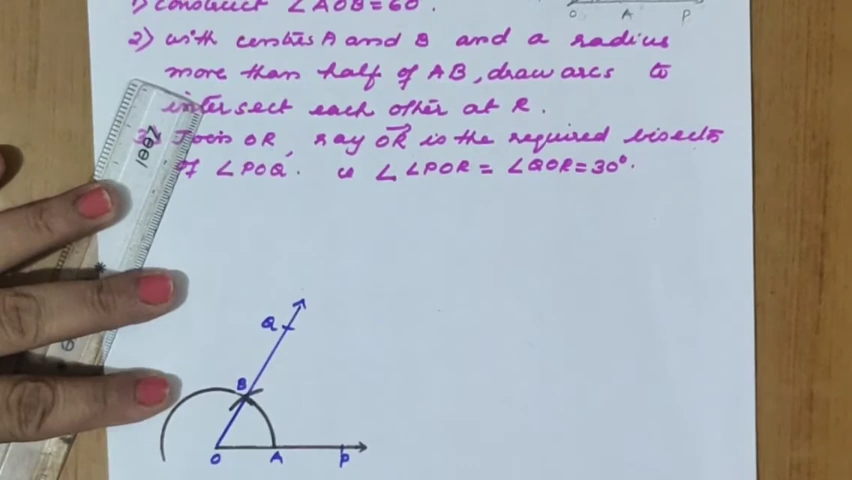 1) Construct ∠AOB = 60°.
O A P
2) with centres A and B and a radius
more than half of AB, draw arcs to
intersect each other at R.
3) Join OR, ray OR is the required bisector
of ∠POQ. ∠ ∠POR = ∠QOR = 30°.
Q
B
O A P